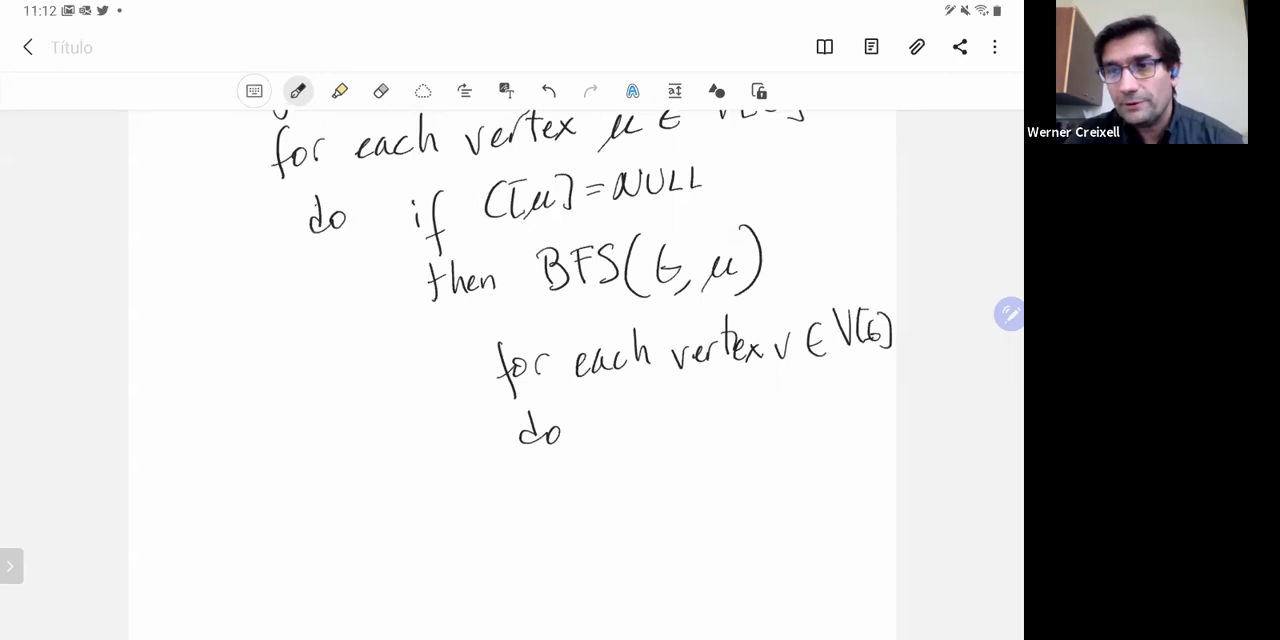 11:12
Título
for each vertex μ ∈ V[G]
do if C[μ] = NULL
then BFS(G, μ)
for each vertex v ∈ V[G]
do
Werner Creixell